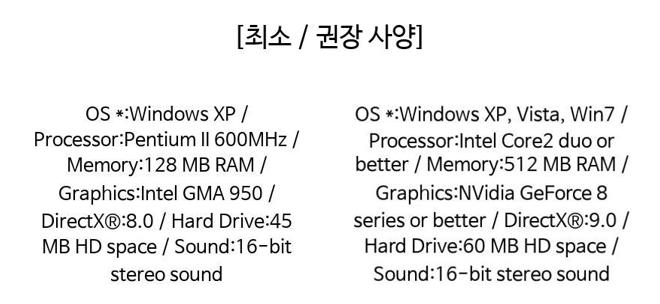 [최소 / 권장 사양]
OS *:Windows XP /
Processor:Pentium II 600MHz /
Memory:128 MB RAM /
Graphics:Intel GMA 950 /
DirectX®:8.0 / Hard Drive:45
MB HD space / Sound:16-bit
stereo sound
OS *:Windows XP, Vista, Win7 /
Processor:Intel Core2 duo or
better / Memory:512 MB RAM /
Graphics:NVidia GeForce 8
series or better / DirectX®:9.0 /
Hard Drive:60 MB HD space /
Sound:16-bit stereo sound